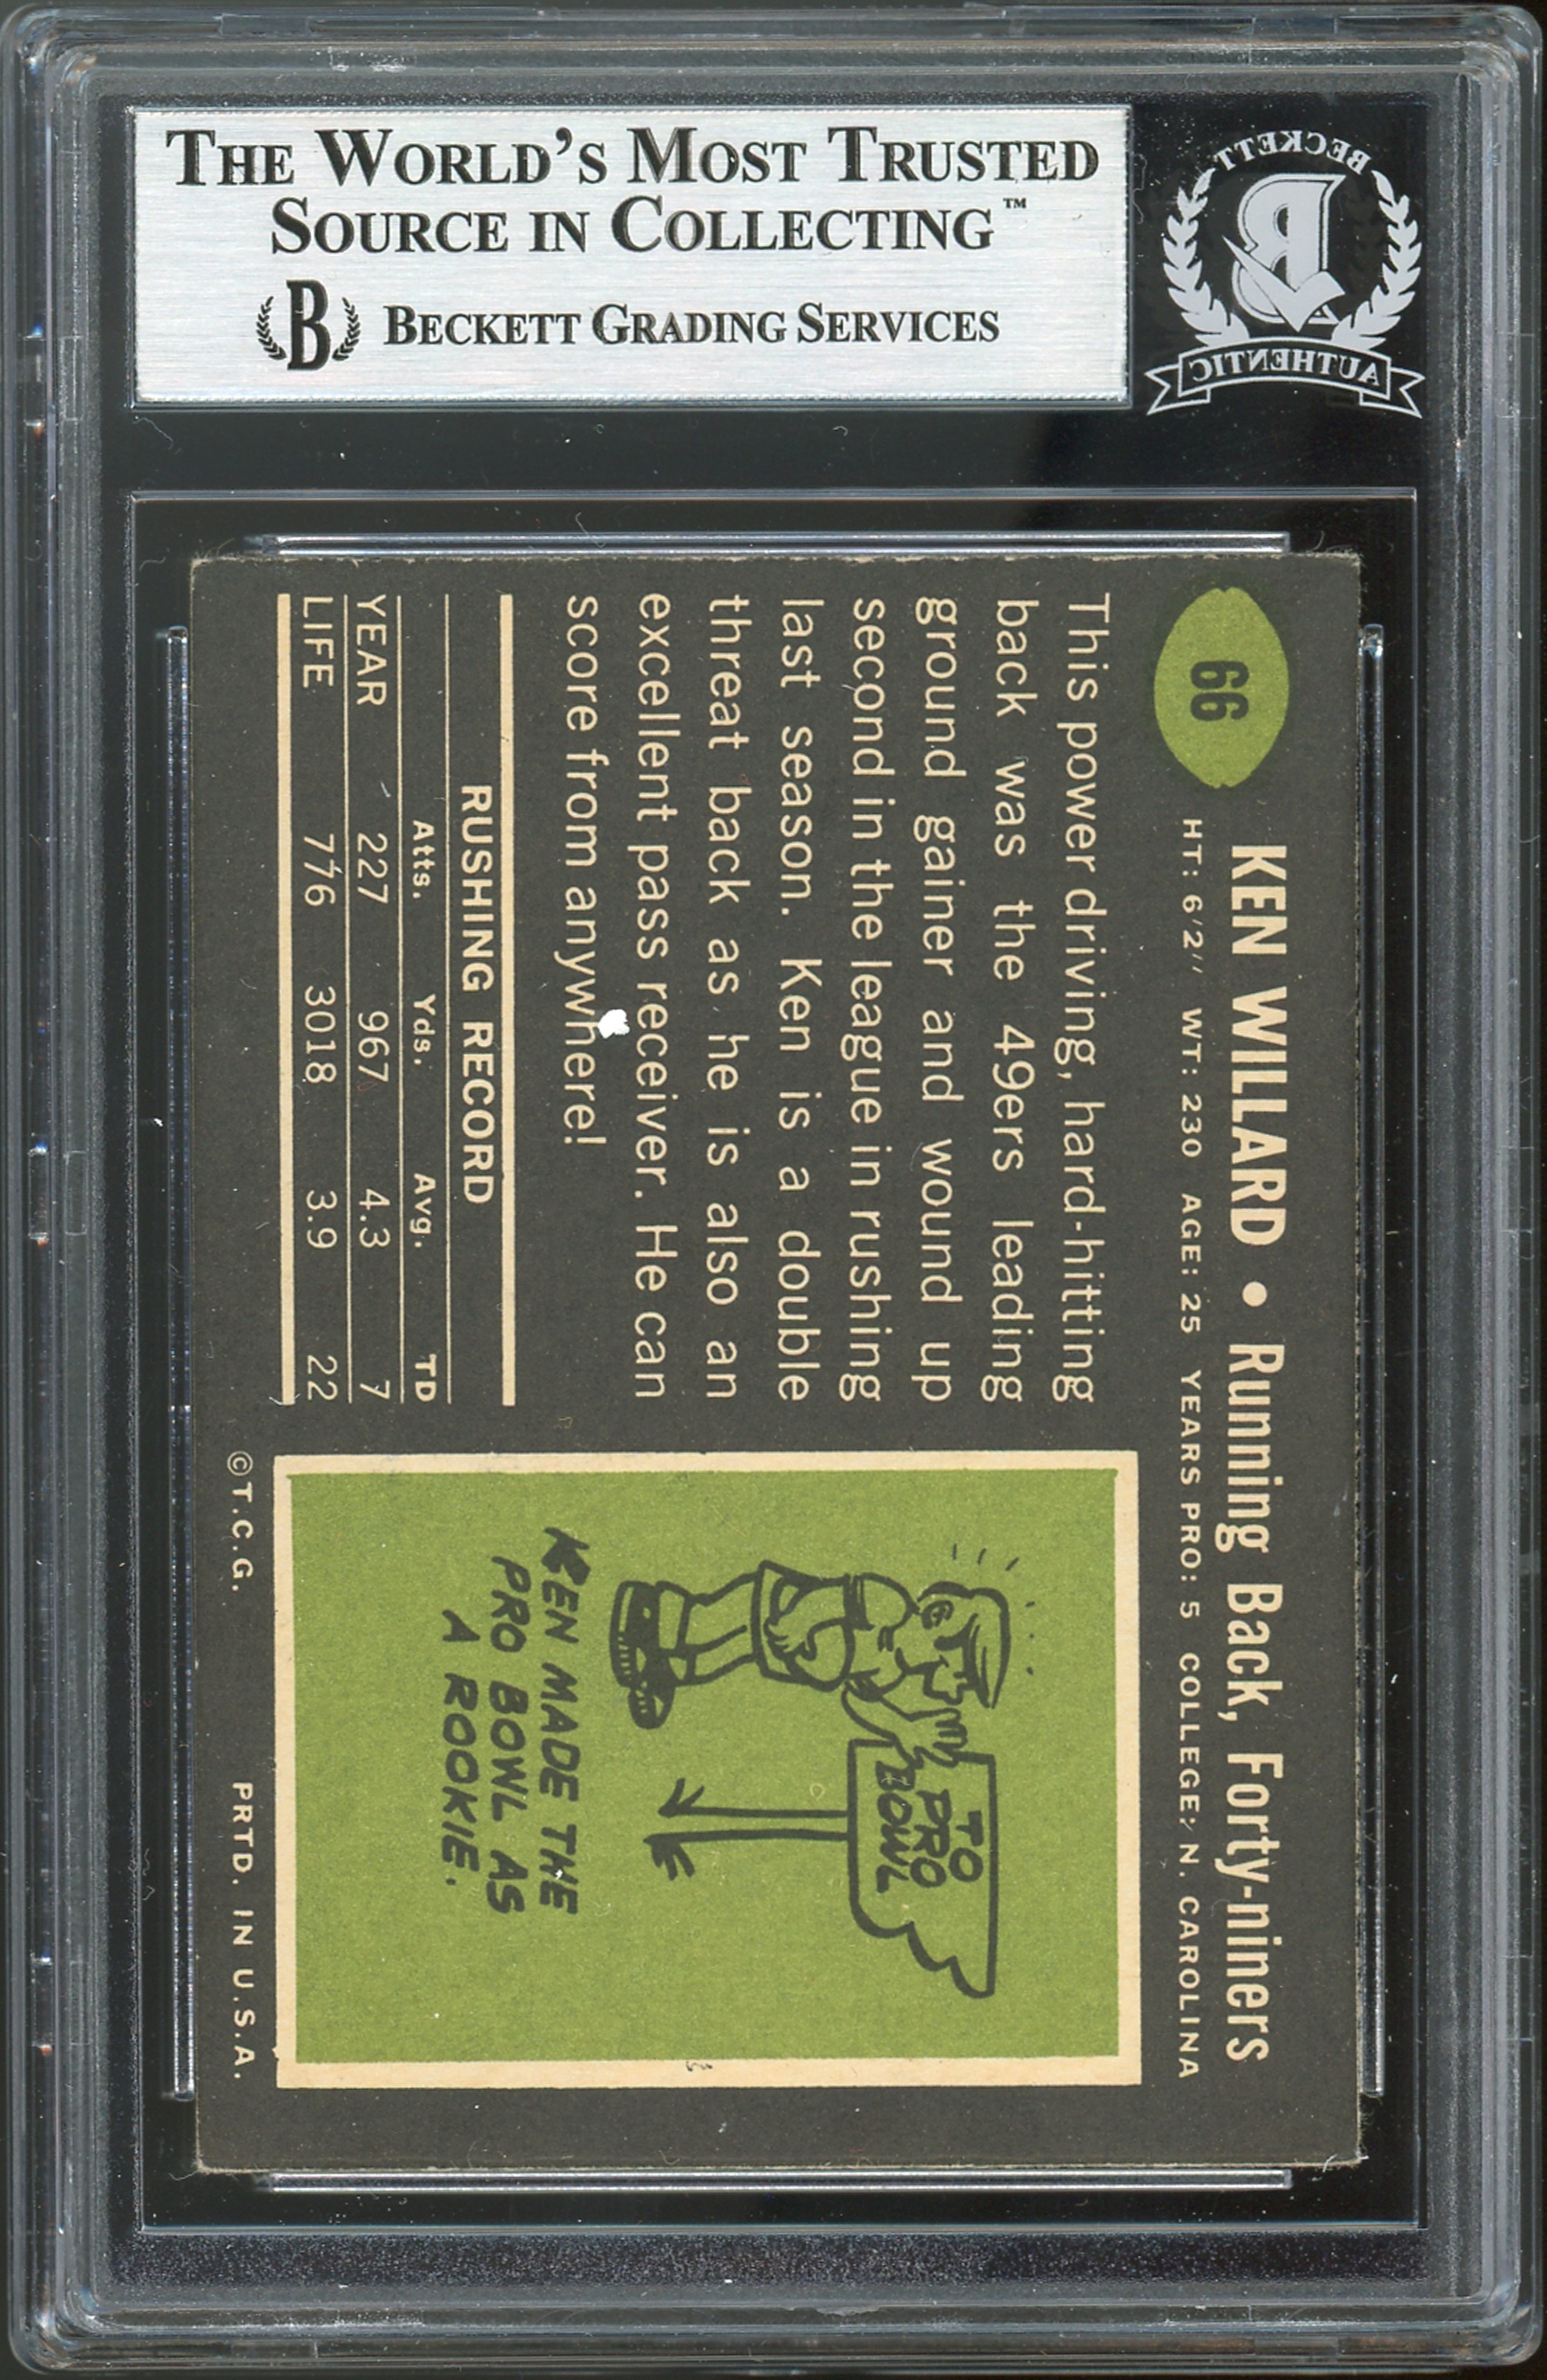 THE WORLD'S MOST TRUSTED
SOURCE IN COLLECTING™
B BECKETT GRADING SERVICES
BECKETT
B
AUTHENTIC
66
KEN WILLARD • Running Back, Forty-niners
HT: 6'2" WT: 230 AGE: 25 YEARS PRO: 5 COLLEGE: N. CAROLINA
This power driving, hard-hitting
back was the 49ers leading
ground gainer and wound up
second in the league in rushing
last season. Ken is a double
threat back as he is also an
excellent pass receiver. He can
score from anywhere!
RUSHING RECORD
Atts. Yds. Avg. TD
YEAR 227 967 4.3 7
LIFE 776 3018 3.9 22
TO
PRO
BOWL
KEN MADE THE
PRO BOWL AS
A ROOKIE.
©T.C.G. PRTD. IN U.S.A.